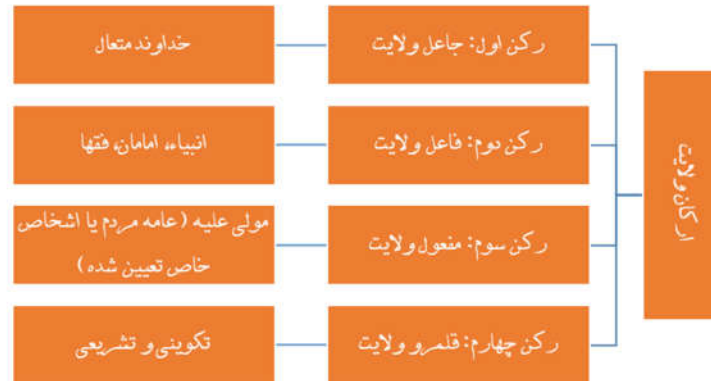 ارکان ولایت
رکن اول: جاعل ولایت
خداوند متعال
رکن دوم: فاعل ولایت
انبیاء، امامان، فقها
رکن سوم: مفعول ولایت
مولی علیه (عامه مردم یا اشخاص
خاص تعیین شده)
رکن چهارم: قلمرو ولایت
تکوینی و تشریعی